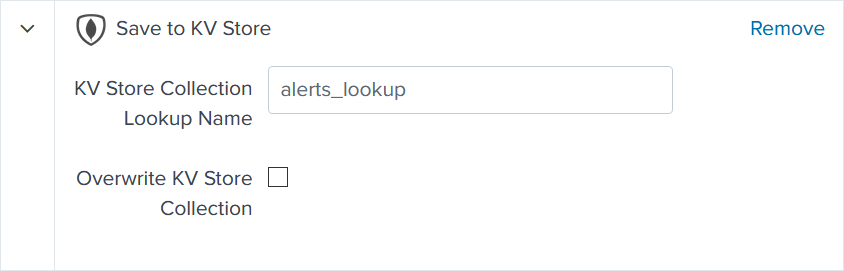 Save to KV Store
Remove
KV Store Collection
Lookup Name
alerts_lookup
Overwrite KV Store
Collection